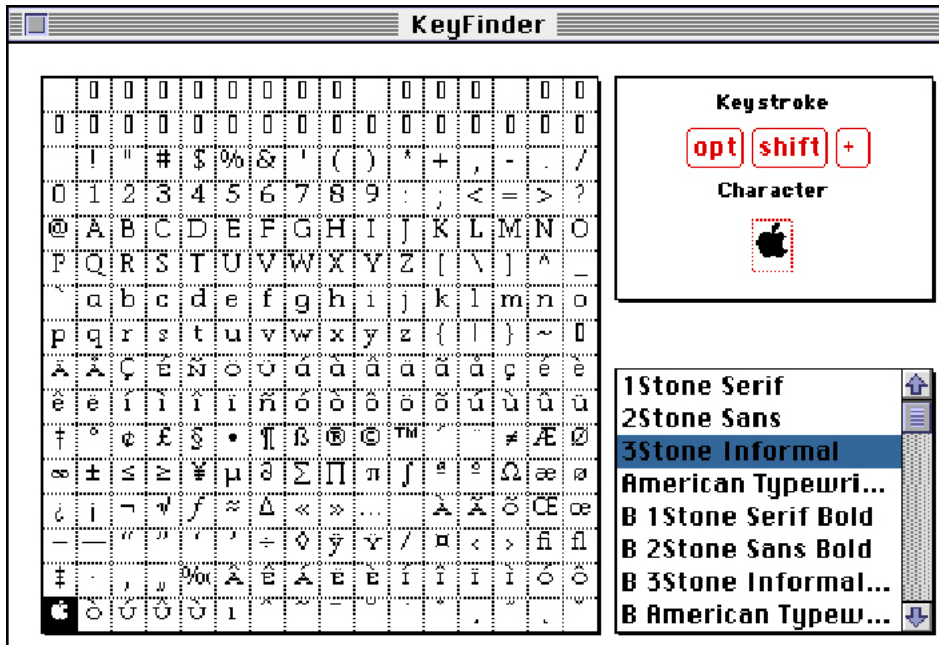 KeyFinder
! " # $ % & ' ( ) * + , - . /
0 1 2 3 4 5 6 7 8 9 : ; < = > ?
@ A B C D E F G H I J K L M N O
P Q R S T U V W X Y Z [ \ ] ^ _
` a b c d e f g h i j k l m n o
p q r s t u v w x y z { | } ~
Ä Å Ç É Ñ Ö Ü á à â ä ã å ç é è
ê ë í ì î ï ñ ó ò ô ö õ ú ù û ü
† ° ¢ £ § • ¶ ß ® © ™ ´ ¨ ≠ Æ Ø
∞ ± ≤ ≥ ¥ µ ∂ ∑ ∏ π ∫ ª º Ω æ ø
¿ ¡ ¬ √ ƒ ≈ ∆ « » … À Ã Õ Œ œ
– — “ ” ‘ ’ ÷ ◊ ÿ Ÿ / ¤ ‹ › fi fl
‡ · ‚ „ ‰ Â Ê Á Ë È Í Î Ï Ì Ó Ô
Ò Ú Û Ù ı ˆ ˜ ¯ ˘ ˙ ˚ ¸ ˝ ˛ ˇ
Keystroke
opt shift +
Character
1Stone Serif
2Stone Sans
3Stone Informal
American Typewri...
B 1Stone Serif Bold
B 2Stone Sans Bold
B 3Stone Informal...
B American Typew...